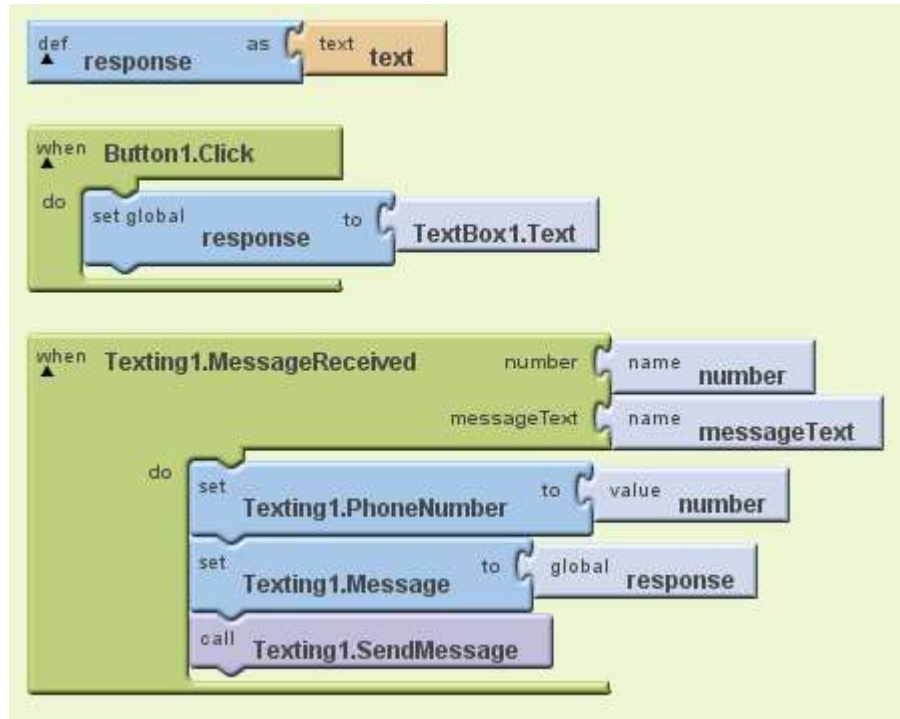 def response as text text
when Button1.Click
do set global response to TextBox1.Text
when Texting1.MessageReceived number name number
messageText name messageText
do set Texting1.PhoneNumber to value number
set Texting1.Message to global response
call Texting1.SendMessage